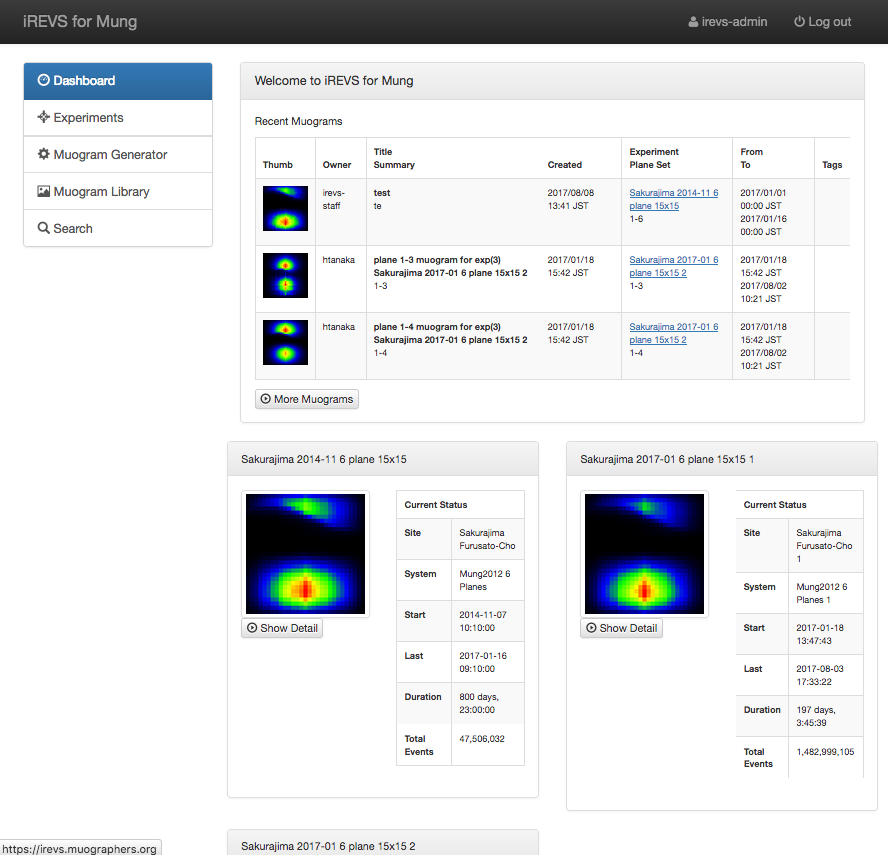 iREVS for Mung
irevs-admin
Log out
Dashboard
Experiments
Muogram Generator
Muogram Library
Search
Welcome to iREVS for Mung
Recent Muograms
Thumb
Owner
Title
Summary
Created
Experiment
Plane Set
From
To
Tags
irevs-
staff
test
te
2017/08/08
13:41 JST
Sakurajima 2014-11 6
plane 15x15
1-6
2017/01/01
00:00 JST
2017/01/16
00:00 JST
htanaka
plane 1-3 muogram for exp(3)
Sakurajima 2017-01 6 plane 15x15 2
1-3
2017/01/18
15:42 JST
Sakurajima 2017-01 6
plane 15x15 2
1-3
2017/01/18
15:42 JST
2017/08/02
10:21 JST
htanaka
plane 1-4 muogram for exp(3)
Sakurajima 2017-01 6 plane 15x15 2
1-4
2017/01/18
15:42 JST
Sakurajima 2017-01 6
plane 15x15 2
1-4
2017/01/18
15:42 JST
2017/08/02
10:21 JST
More Muograms
Sakurajima 2014-11 6 plane 15x15
Show Detail
Current Status
Site
Sakurajima
Furusato-Cho
System
Mung2012 6
Planes
Start
2014-11-07
10:10:00
Last
2017-01-16
09:10:00
Duration
800 days,
23:00:00
Total
Events
47,506,032
Sakurajima 2017-01 6 plane 15x15 1
Show Detail
Current Status
Site
Sakurajima
Furusato-Cho
1
System
Mung2012 6
Planes 1
Start
2017-01-18
13:47:43
Last
2017-08-03
17:33:22
Duration
197 days,
3:45:39
Total
Events
1,482,999,105
Sakurajima 2017-01 6 plane 15x15 2
https://irevs.muographers.org